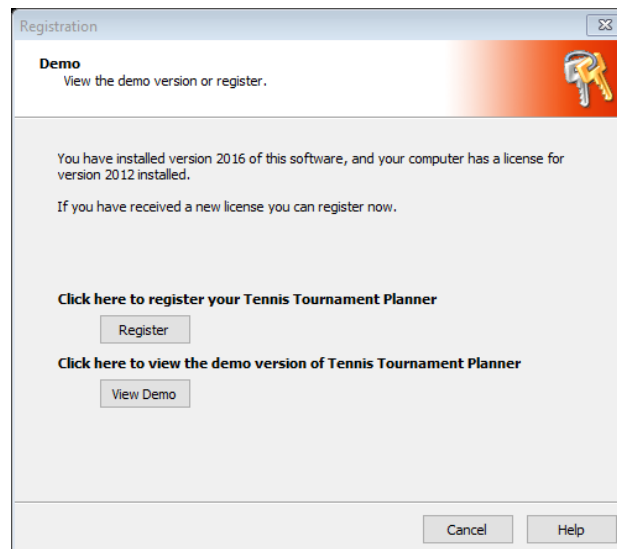 Registration
Demo
View the demo version or register.
You have installed version 2016 of this software, and your computer has a license for
version 2012 installed.
If you have received a new license you can register now.
Click here to register your Tennis Tournament Planner
Register
Click here to view the demo version of Tennis Tournament Planner
View Demo
Cancel Help